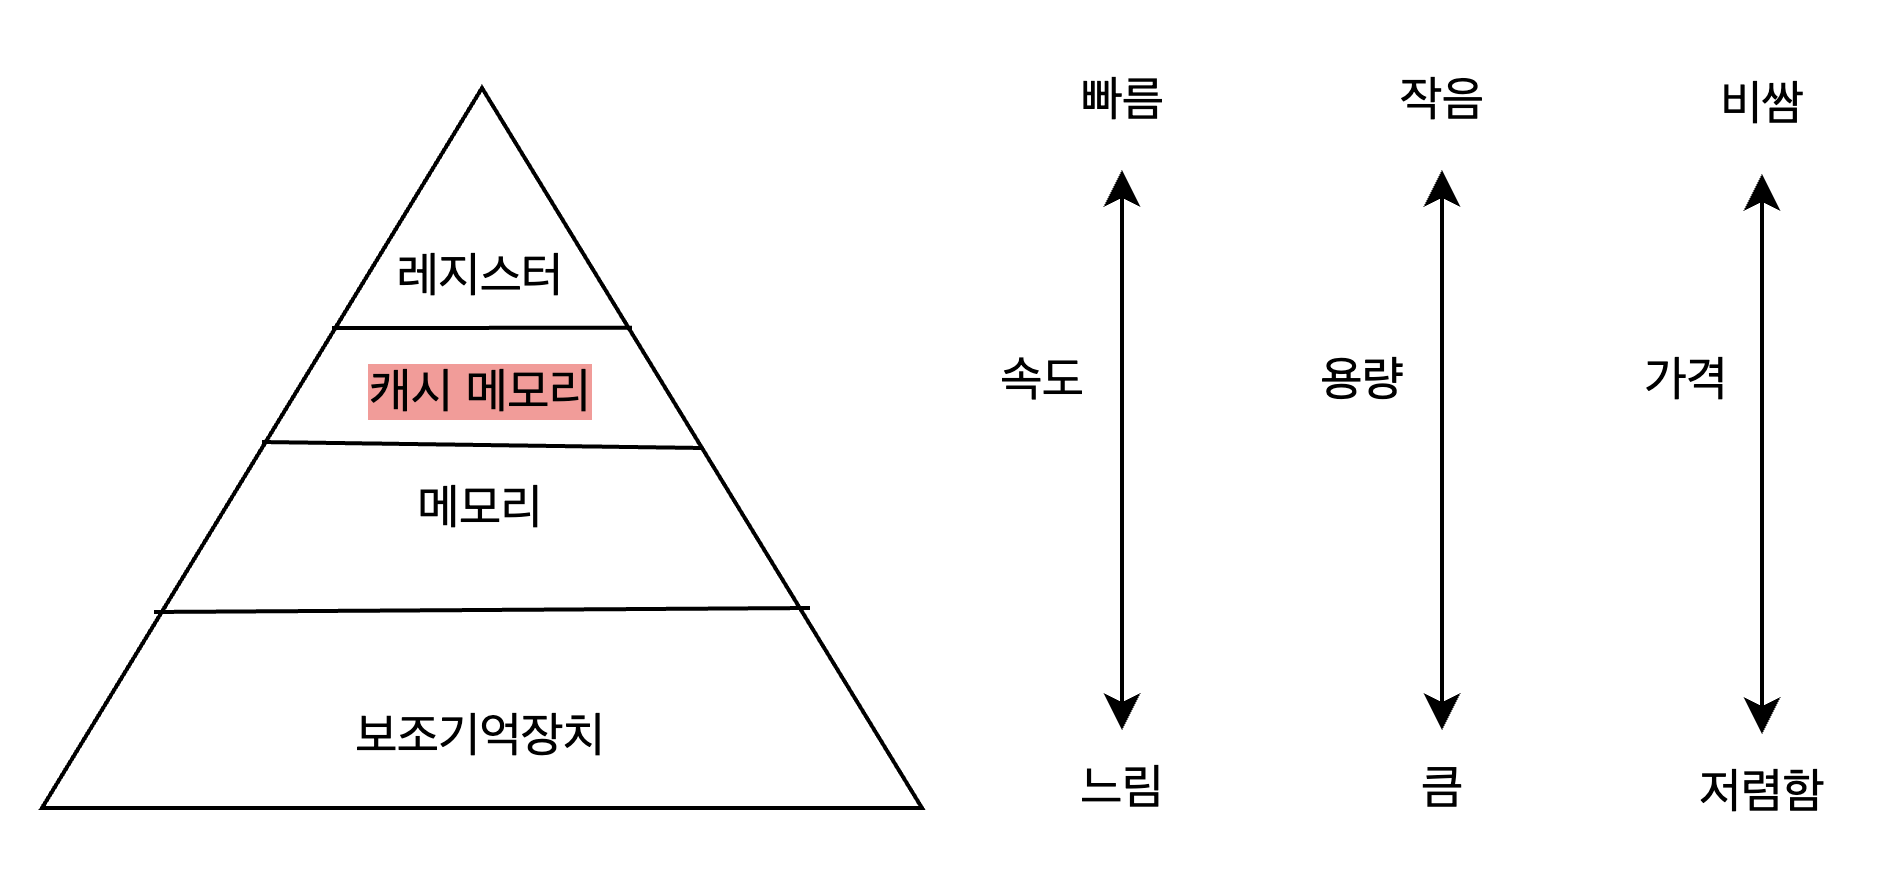 레지스터
캐시 메모리
메모리
보조기억장치
빠름
속도
느림
작음
용량
큼
비쌈
가격
저렴함